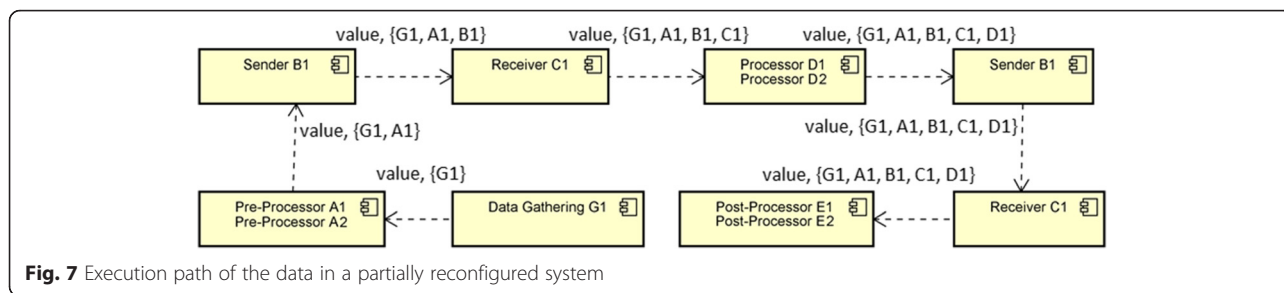 value, {G1, A1, B1}
value, {G1, A1, B1, C1}
value, {G1, A1, B1, C1, D1}
Sender B1
Receiver C1
Processor D1
Processor D2
Sender B1
value, {G1, A1}
value, {G1, A1, B1, C1, D1}
value, {G1}
value, {G1, A1, B1, C1, D1}
Pre-Processor A1
Pre-Processor A2
Data Gathering G1
Post-Processor E1
Post-Processor E2
Receiver C1
Fig. 7 Execution path of the data in a partially reconfigured system